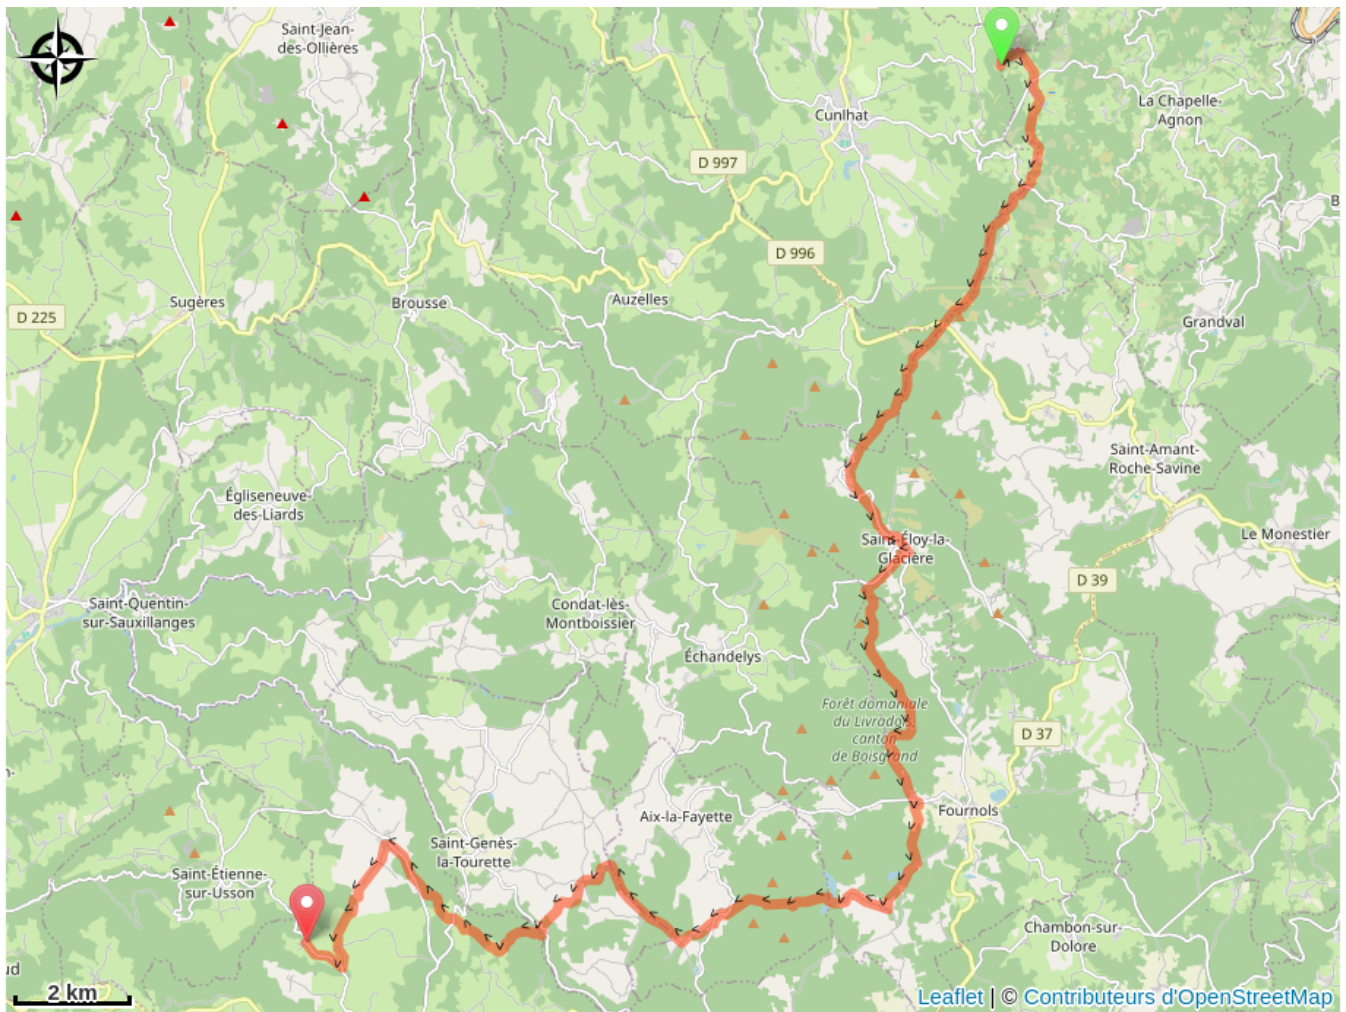 Saint-Jean-
des-Ollières
Cunlhat
La Chapelle-
Agnon
D 997
B
D 996
Sugères
Brousse
Auzelles
D 225
Grandval
Saint-Amant-
Roche-Savine
Égliseneuve-
des-Liards
Le Monestier
Saint-Éloy-la-
Glacière
D 39
Saint-Quentin-
sur-Sauxillanges
Condat-lès-
Montboissier
Échandelys
Forêt domaniale
du Livradois,
canton
de Boisgrand
D 37
n-
Aix-la-Fayette
Fournols
Saint-Genès-
la-Tourette
Saint-Étienne-
sur-Usson
Chambon-sur-
Dolore
ud
2 km
Leaflet | © Contributeurs d'OpenStreetMap